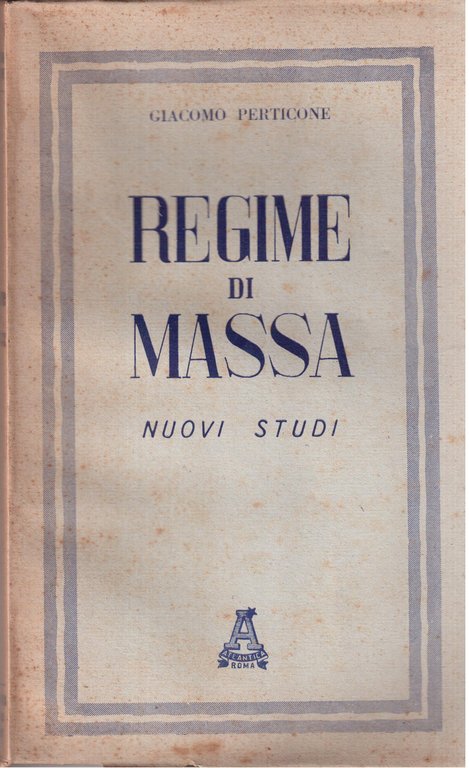 GIACOMO PERTICONE
REGIME
DI
MASSA
NUOVI STUDI
A
ATLANTICA
ROMA